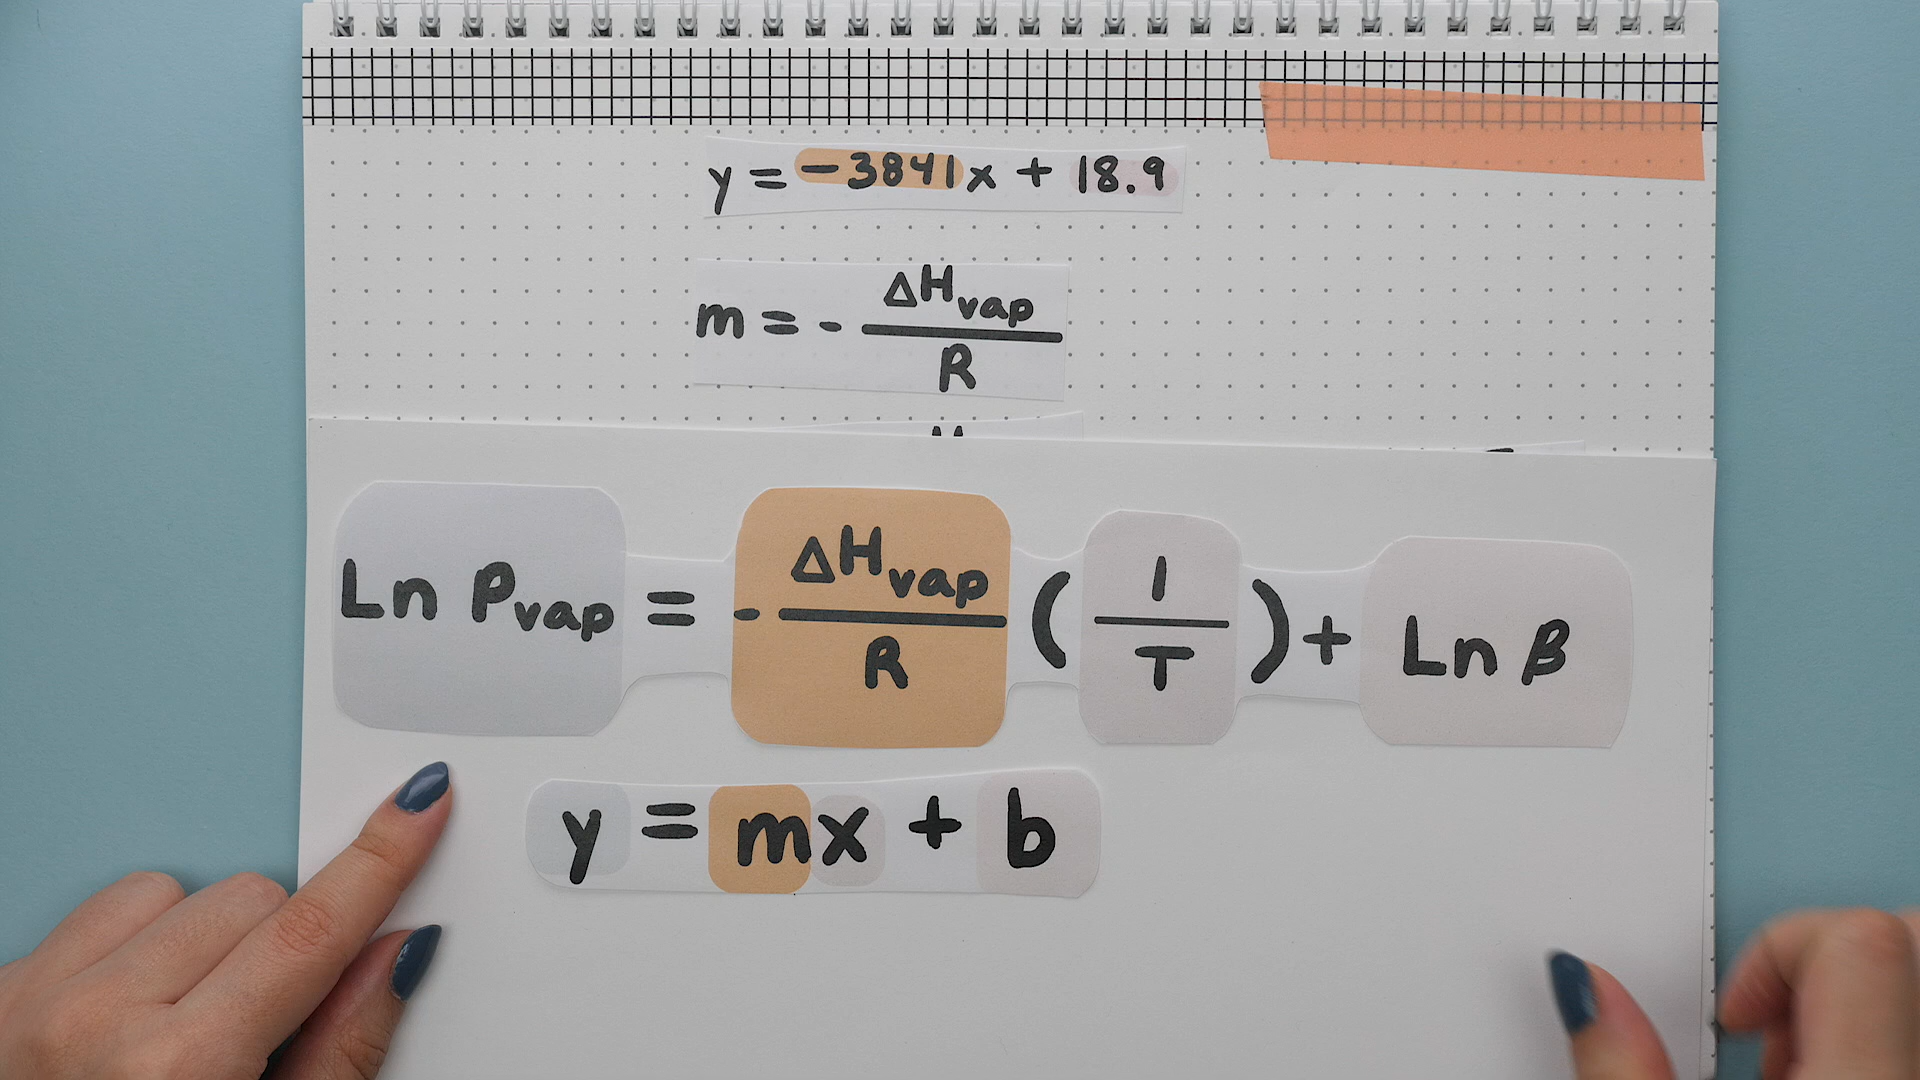 y = -3841x + 18.9
m = - ΔHvap / R
Ln Pvap = - ΔHvap / R ( 1 / T ) + Ln β
y = mx + b